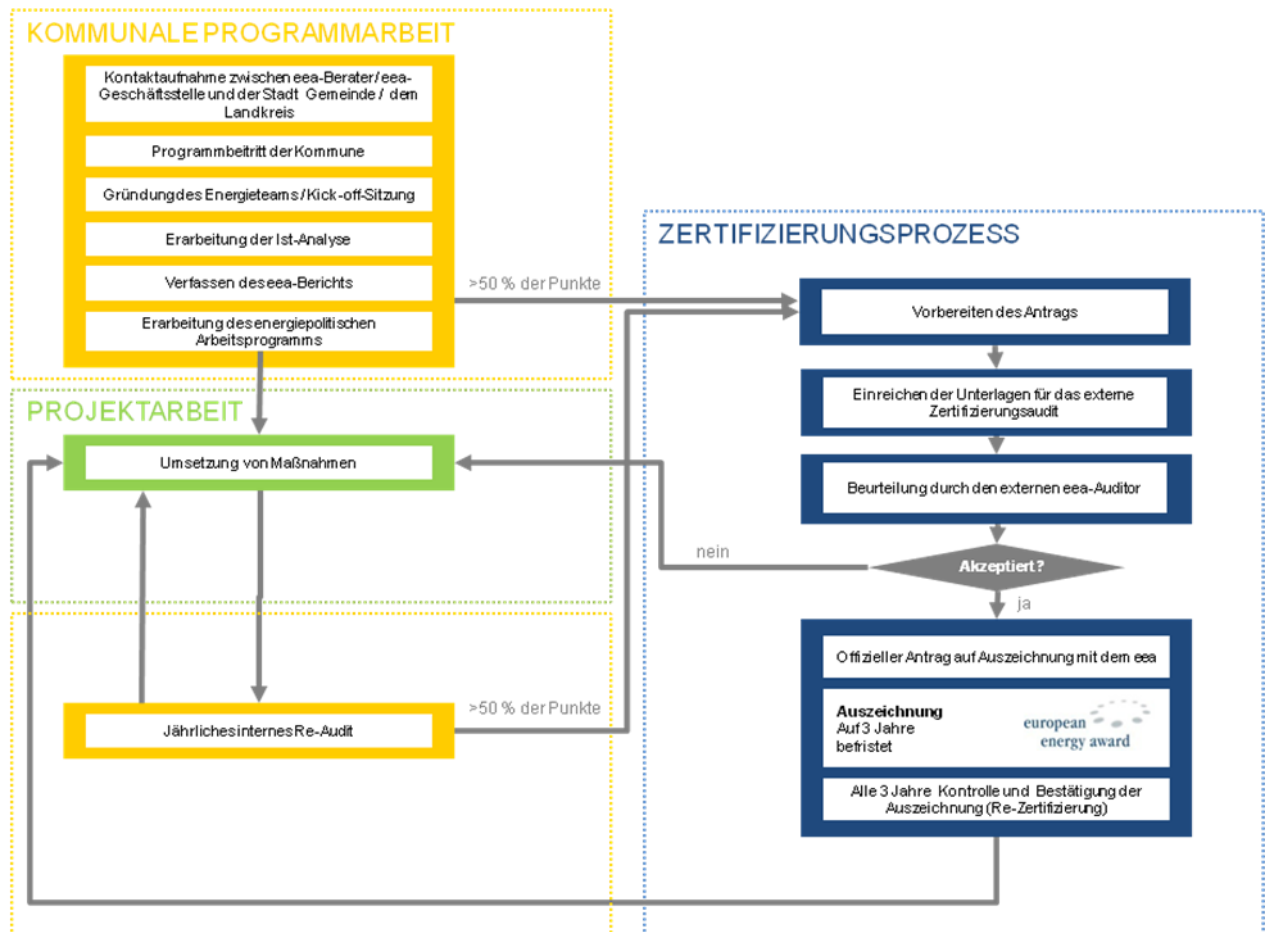 KOMMUNALE PROGRAMMARBEIT
Kontaktaufnahme zwischen eea-Berater/eea-
Geschäftsstelle und der Stadt Gemeinde / dem
Landkreis
Programmbeitritt der Kommune
Gründung des Energieteams / Kick-off-Sitzung
Erarbeitung der Ist-Analyse
Verfassen des eea-Berichts
Erarbeitung des energiepolitischen
Arbeitsprogramms
>50 % der Punkte
PROJEKTARBEIT
Umsetzung von Maßnahmen
Jährliches internes Re-Audit
>50 % der Punkte
ZERTIFIZIERUNGSPROZESS
Vorbereiten des Antrags
Einreichen der Unterlagen für das externe
Zertifizierungsaudit
Beurteilung durch den externen eea-Auditor
Akzeptiert?
nein
ja
Offizieller Antrag auf Auszeichnung mit dem eea
Auszeichnung
Auf 3 Jahre
befristet
european
energy award
Alle 3 Jahre Kontrolle und Bestätigung der
Auszeichnung (Re-Zertifizierung)